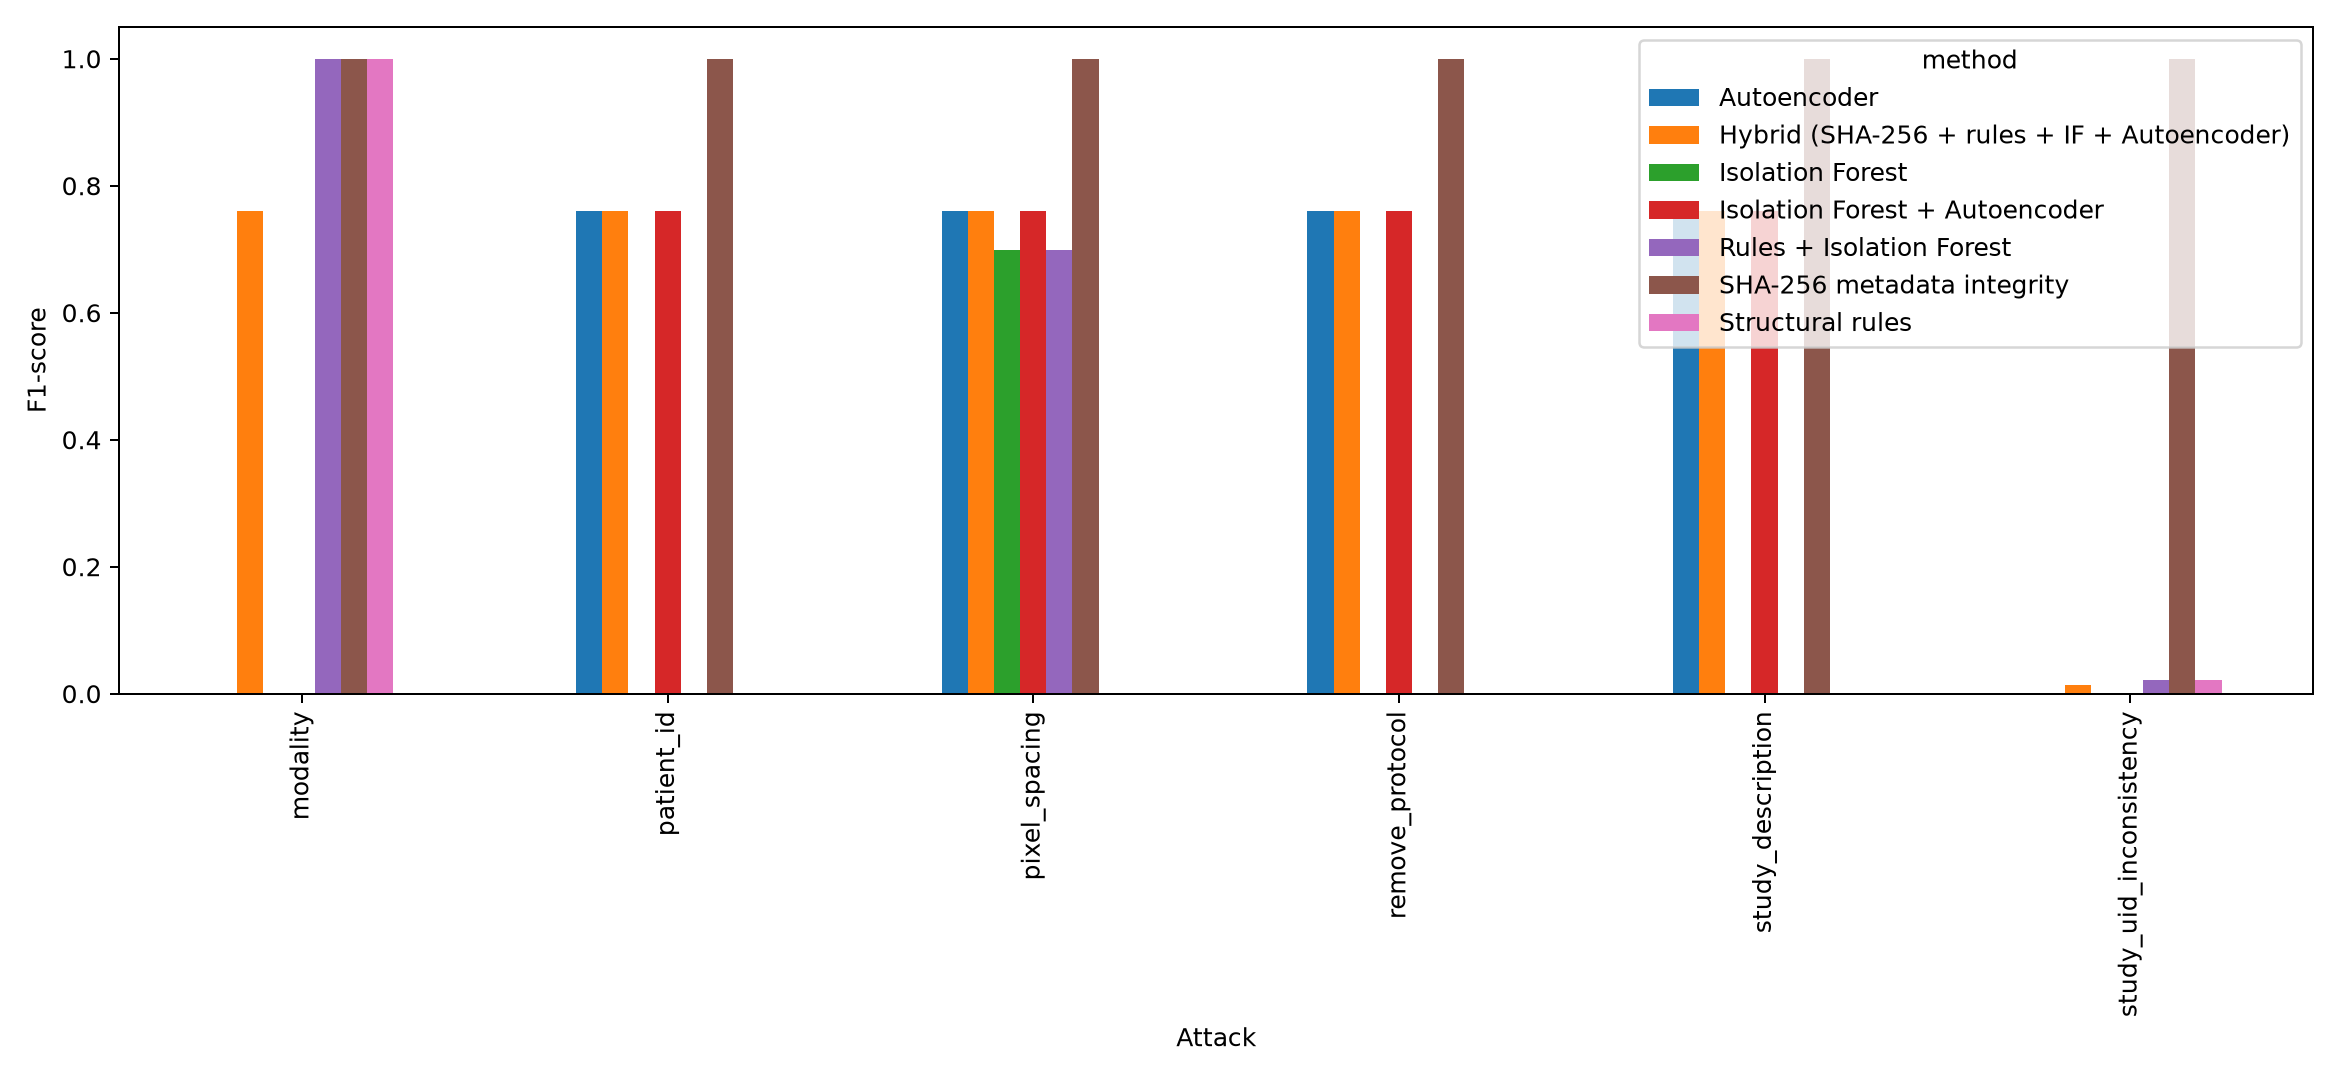 method
Autoencoder
Hybrid (SHA-256 + rules + IF + Autoencoder)
Isolation Forest
Isolation Forest + Autoencoder
Rules + Isolation Forest
SHA-256 metadata integrity
Structural rules
F1-score
1.0
0.8
0.6
0.4
0.2
0.0
modality
patient_id
pixel_spacing
remove_protocol
study_description
study_uid_inconsistency
Attack